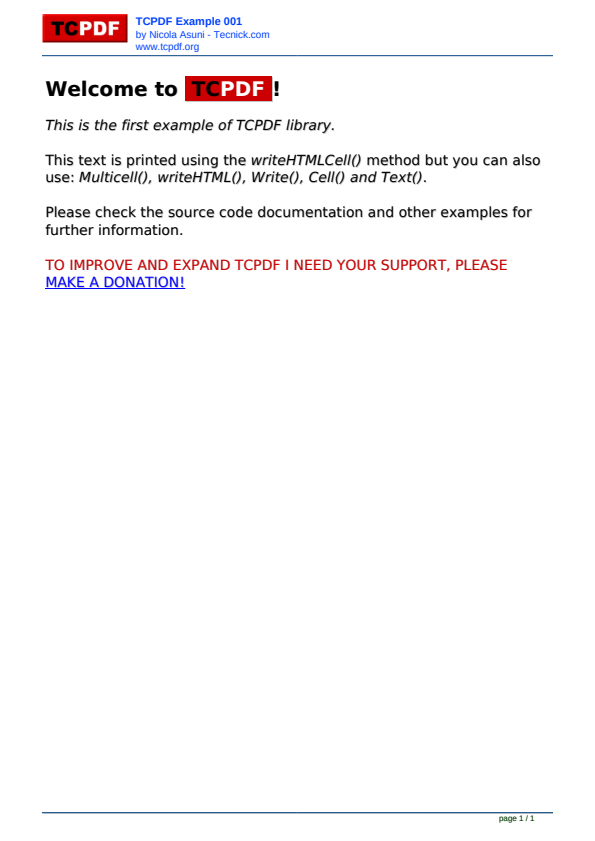 TCPDF TCPDF Example 001
by Nicola Asuni - Tecnick.com
www.tcpdf.org
Welcome to TCPDF!
This is the first example of TCPDF library.
This text is printed using the writeHTMLCell() method but you can also
use: Multicell(), writeHTML(), Write(), Cell() and Text().
Please check the source code documentation and other examples for
further information.
TO IMPROVE AND EXPAND TCPDF I NEED YOUR SUPPORT, PLEASE
MAKE A DONATION!
page 1 / 1